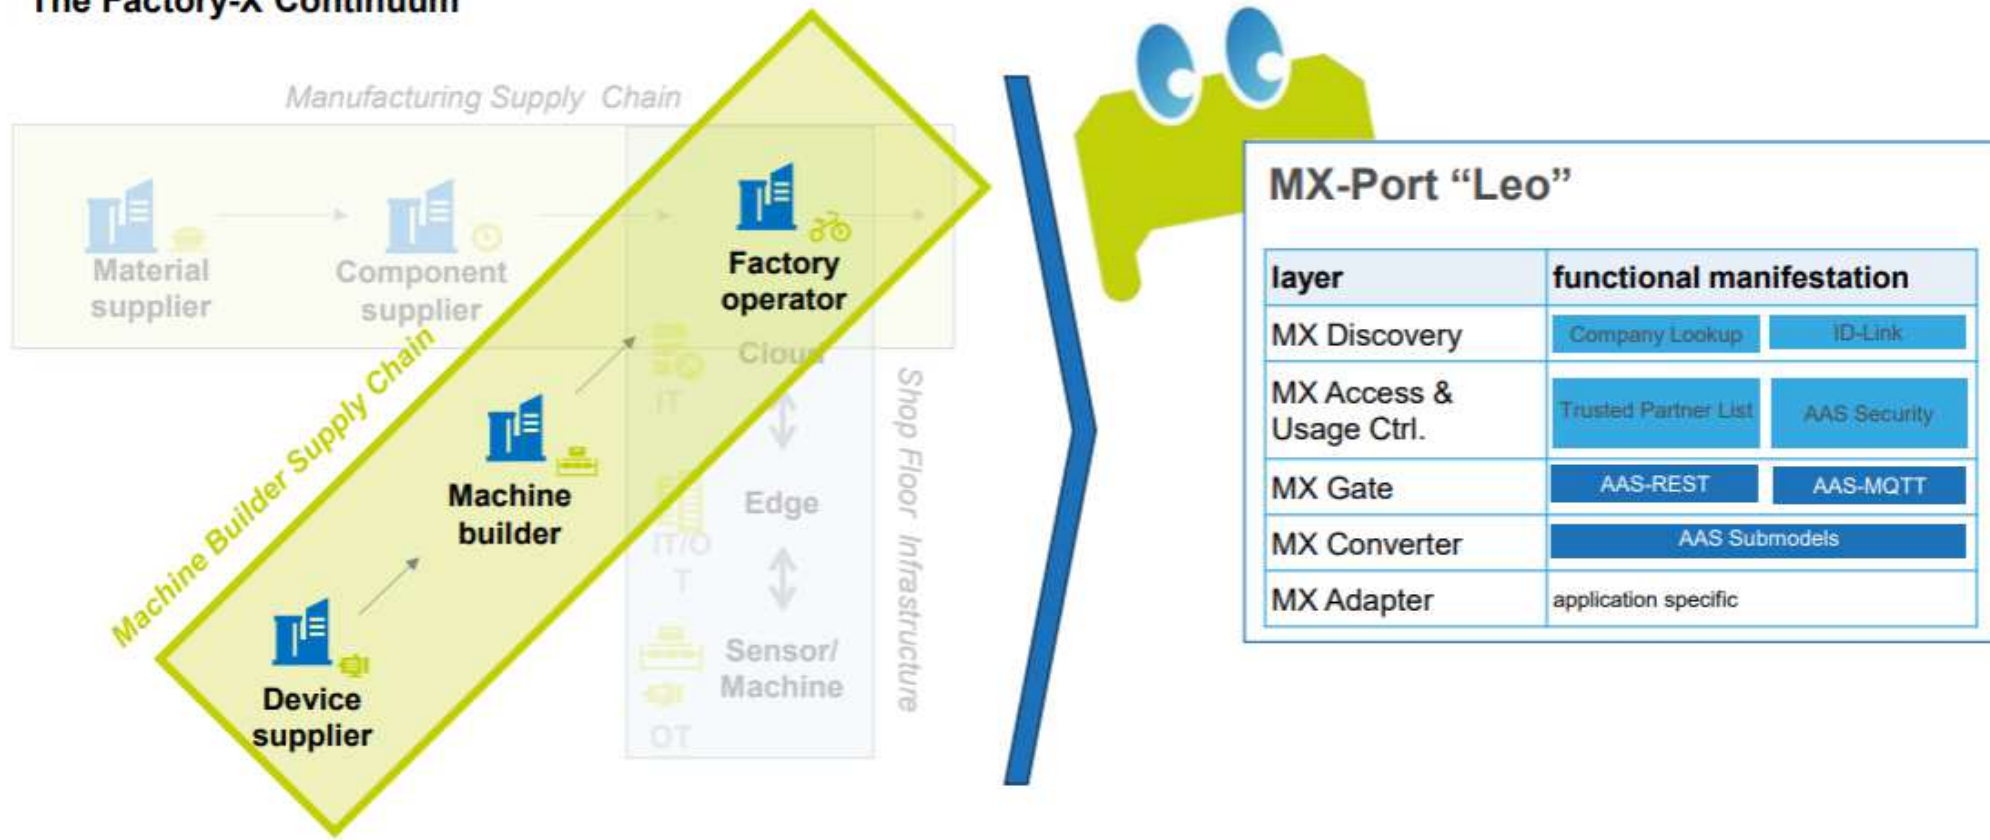 The Factory-X Continuum
Manufacturing Supply Chain
Material
supplier
Component
supplier
Factory
operator
Machine Builder Supply Chain
Machine
builder
Device
supplier
Cloud
IT
Edge
IT/O
T
Sensor/
Machine
OT
Shop Floor Infrastructure
MX-Port “Leo”
layer functional manifestation
MX Discovery Company Lookup ID-Link
MX Access &
Usage Ctrl. Trusted Partner List AAS Security
MX Gate AAS-REST AAS-MQTT
MX Converter AAS Submodels
MX Adapter application specific